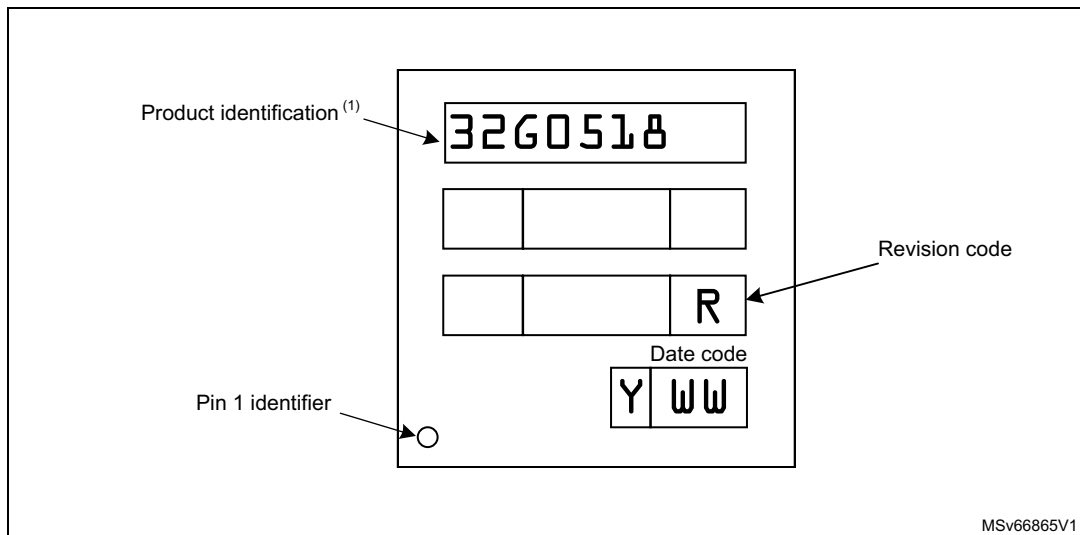 Product identification (1)
32G0518
Revision code
R
Date code
Y WW
Pin 1 identifier
MSv66865V1